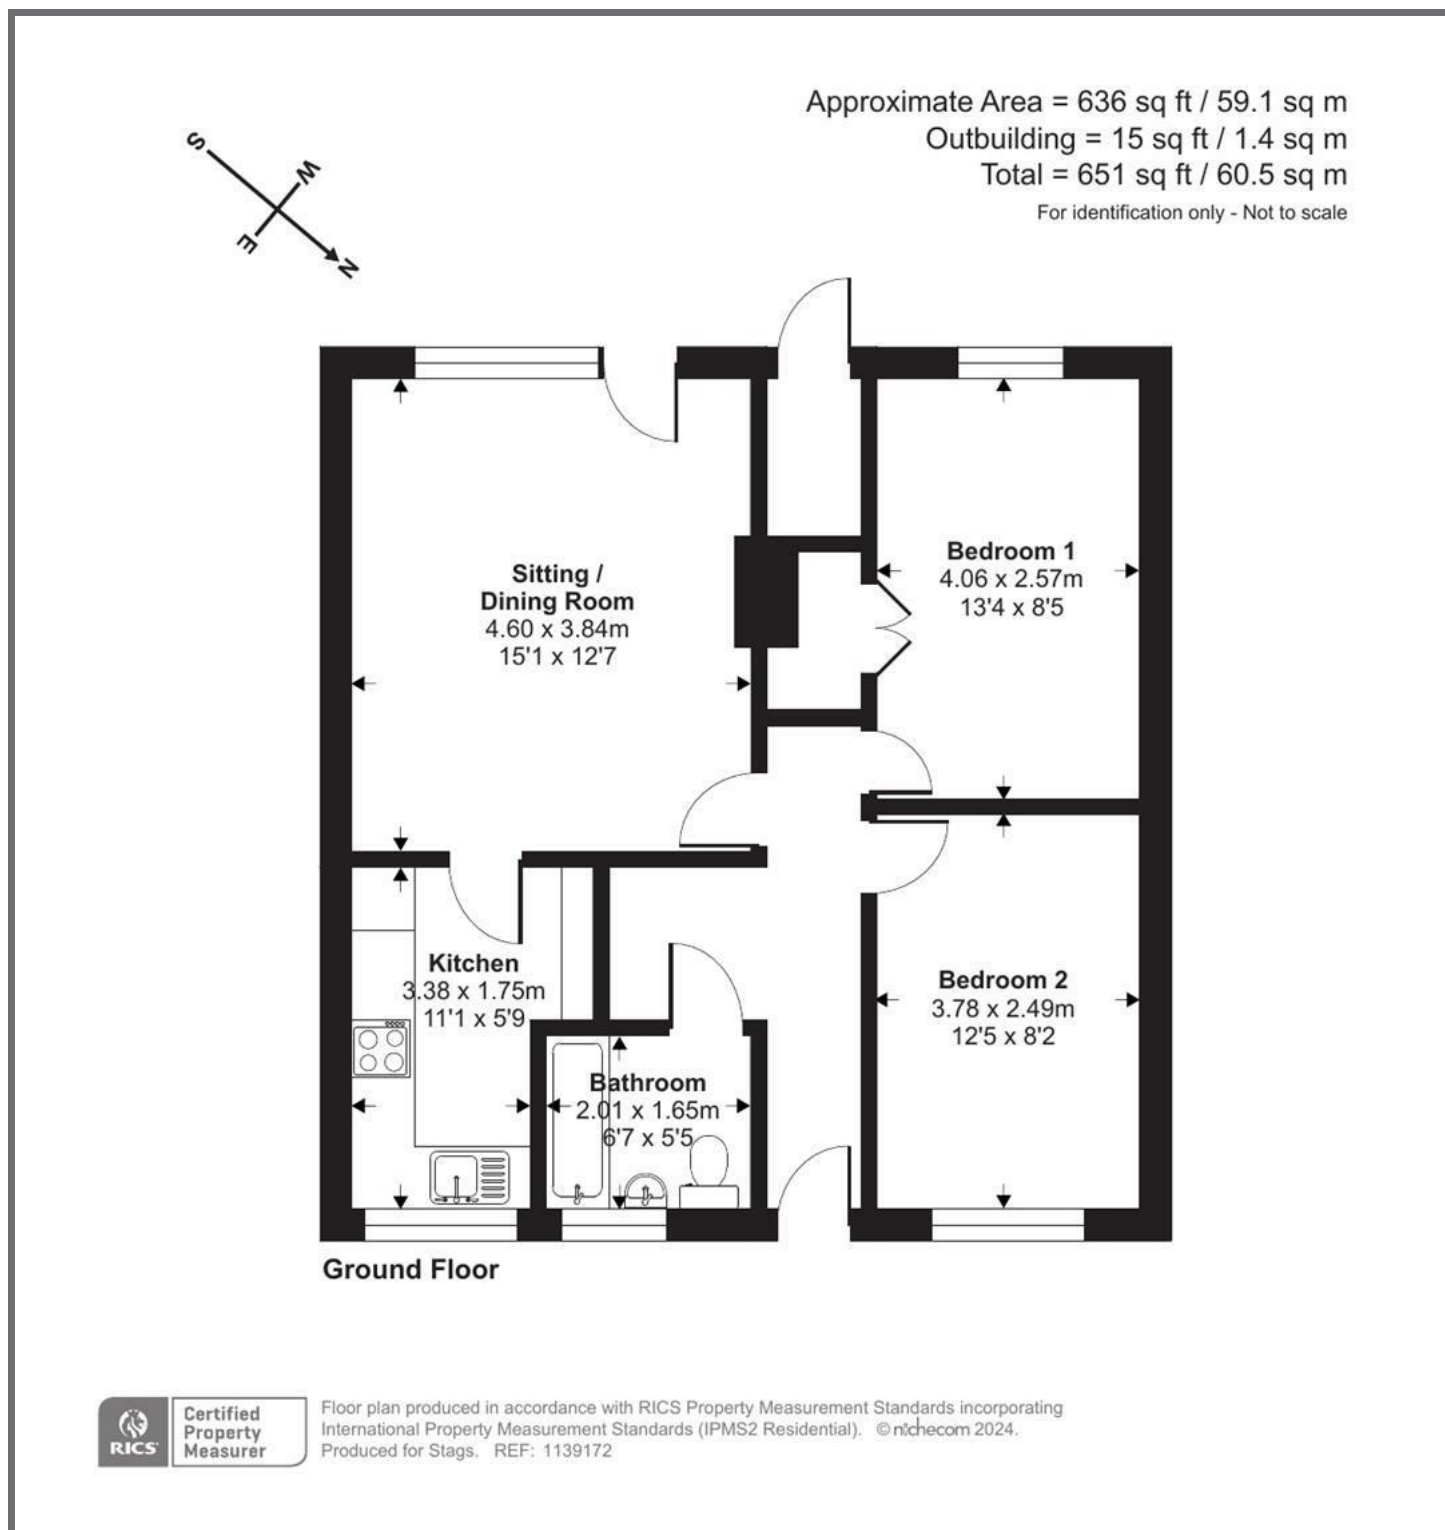 Approximate Area = 636 sq ft / 59.1 sq m
Outbuilding = 15 sq ft / 1.4 sq m
Total = 651 sq ft / 60.5 sq m
For identification only - Not to scale
S
W
E
N
Sitting /
Dining Room
4.60 x 3.84m
15'1 x 12'7
Bedroom 1
4.06 x 2.57m
13'4 x 8'5
Kitchen
3.38 x 1.75m
11'1 x 5'9
Bedroom 2
3.78 x 2.49m
12'5 x 8'2
Bathroom
2.01 x 1.65m
6'7 x 5'5
Ground Floor
RICS
Certified
Property
Measurer
Floor plan produced in accordance with RICS Property Measurement Standards incorporating
International Property Measurement Standards (IPMS2 Residential). © nichecom 2024.
Produced for Stags. REF: 1139172